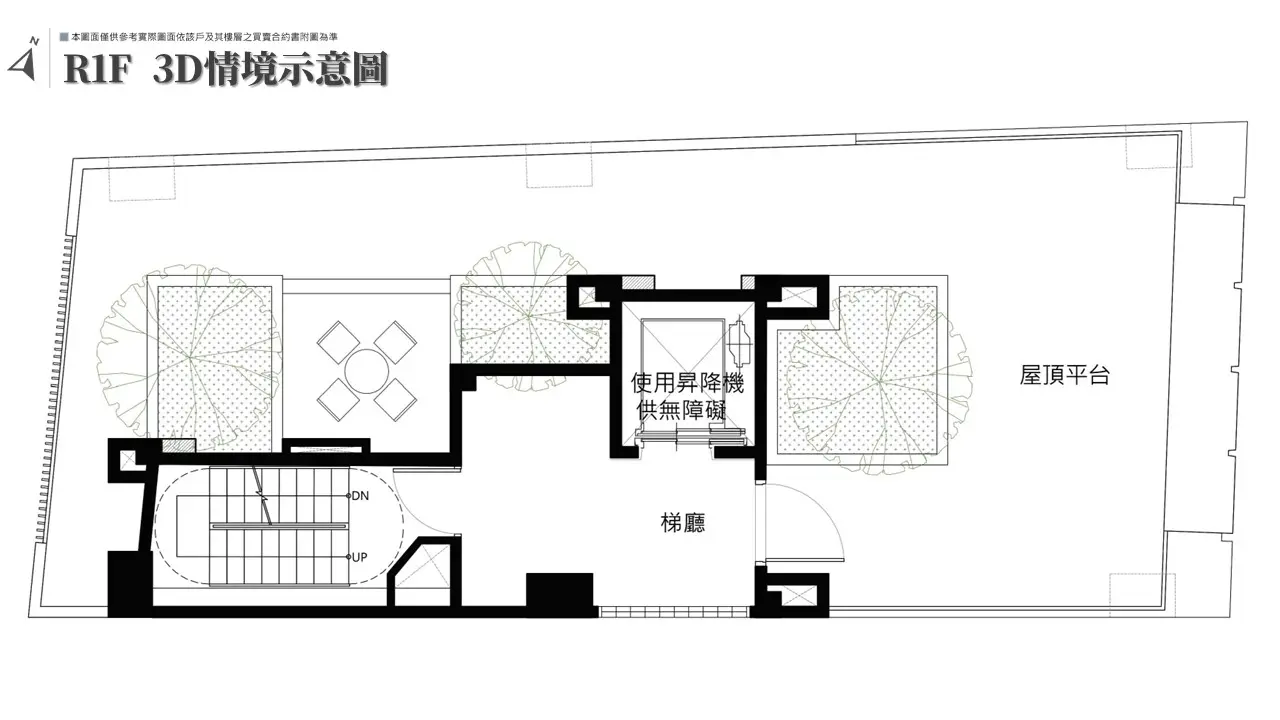 N
本圖面僅供參考實際圖面依該戶及其樓層之買賣合約書附圖為準
R1F 3D情境示意圖
屋頂平台
使用昇降機
供無障礙
DN
梯廳
UP